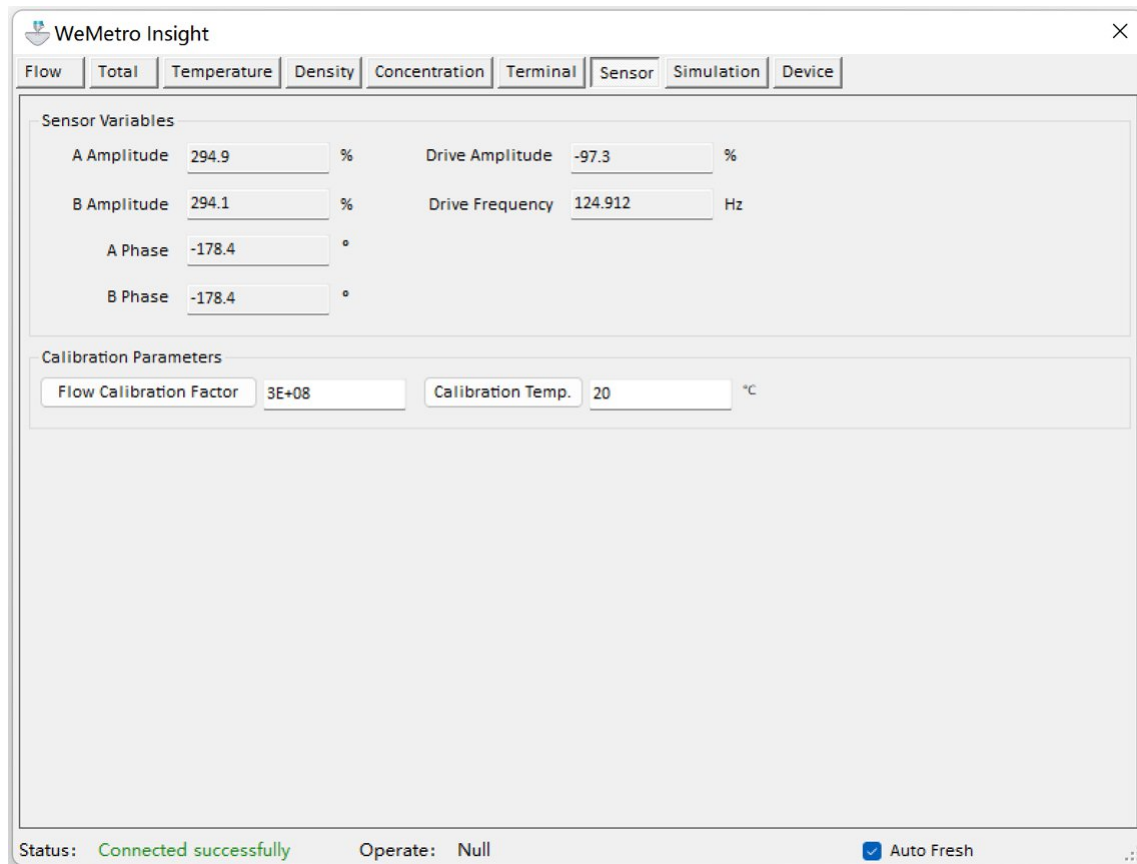 WeMetro Insight
Flow Total Temperature Density Concentration Terminal Sensor Simulation Device
Sensor Variables
A Amplitude 294.9 % Drive Amplitude -97.3 %
B Amplitude 294.1 % Drive Frequency 124.912 Hz
A Phase -178.4 °
B Phase -178.4 °
Calibration Parameters
Flow Calibration Factor 3E+08 Calibration Temp. 20 °C
Status: Connected successfully Operate: Null Auto Fresh